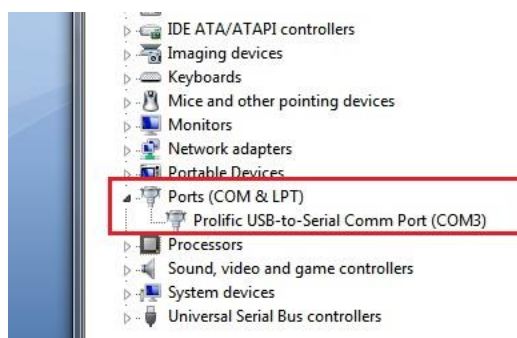 IDE ATA/ATAPI controllers
Imaging devices
Keyboards
Mice and other pointing devices
Monitors
Network adapters
Portable Devices
Ports (COM & LPT)
Prolific USB-to-Serial Comm Port (COM3)
Processors
Sound, video and game controllers
System devices
Universal Serial Bus controllers